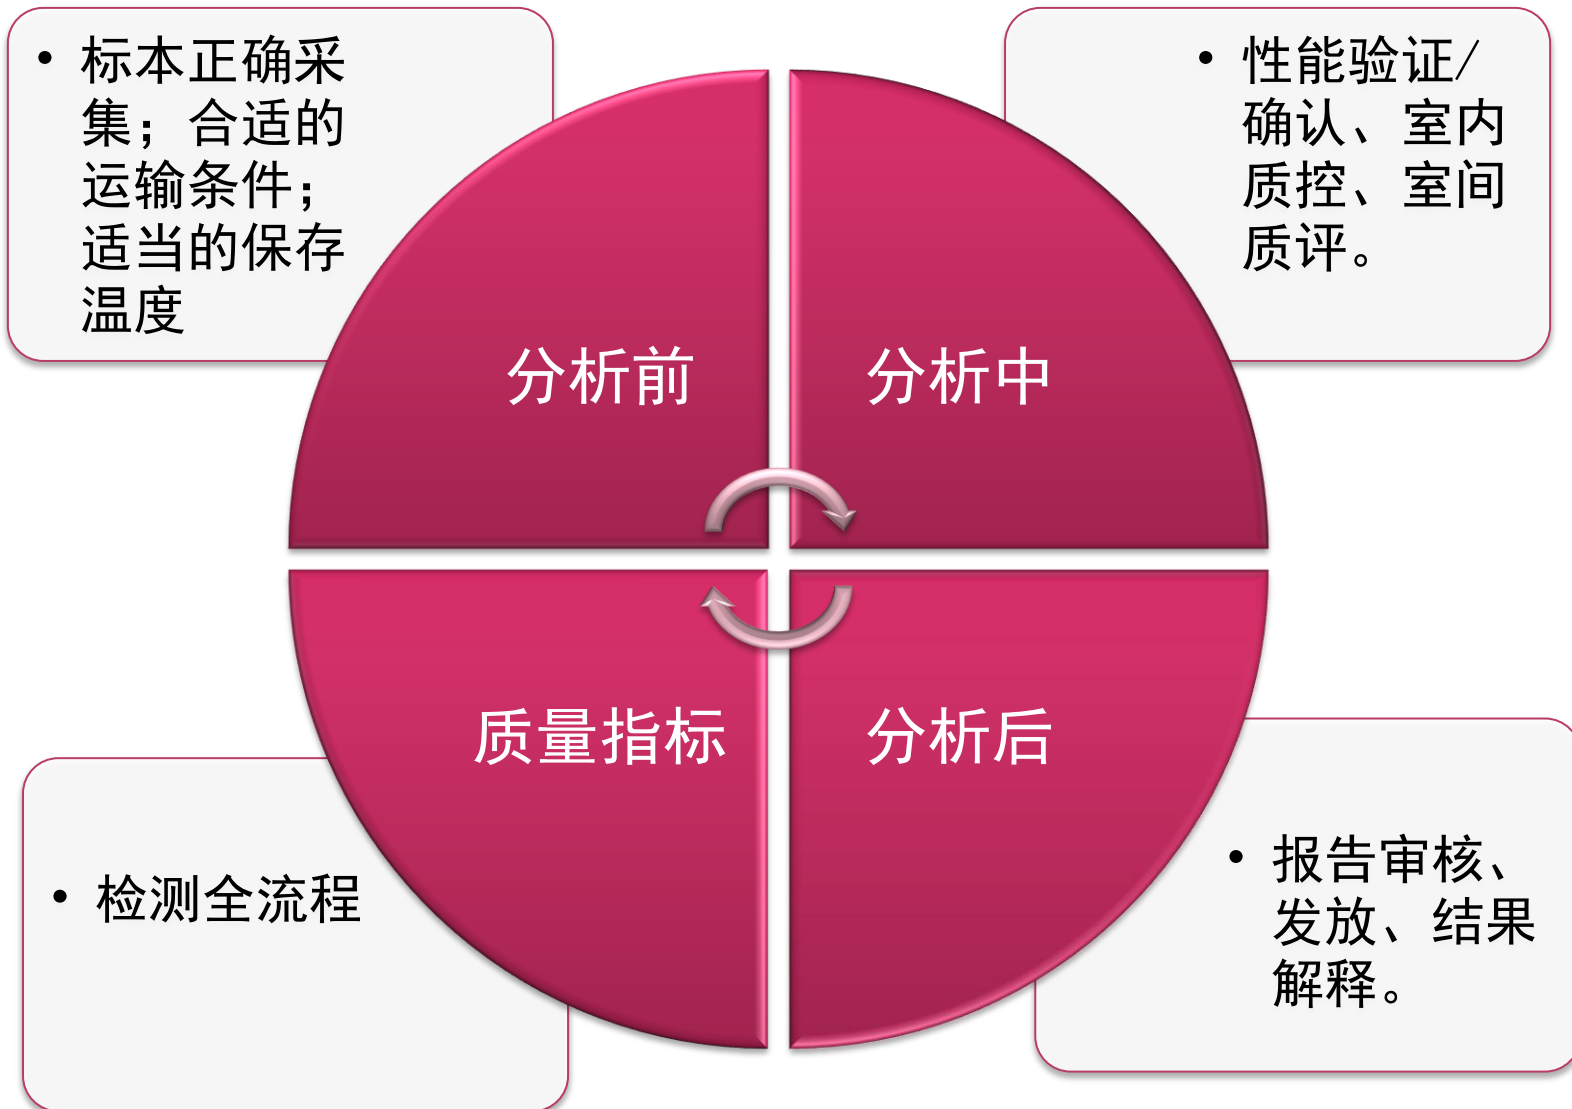 • 标本正确采
集；合适的
运输条件；
适当的保存
温度
• 性能验证/
确认、室内
质控、室间
质评。
分析前
分析中
质量指标
分析后
• 检测全流程
• 报告审核、
发放、结果
解释。